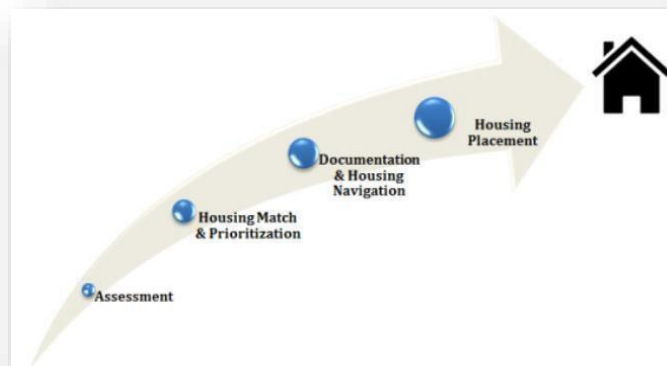 Housing
Placement
Documentation
& Housing
Navigation
Housing Match
& Prioritization
Assessment